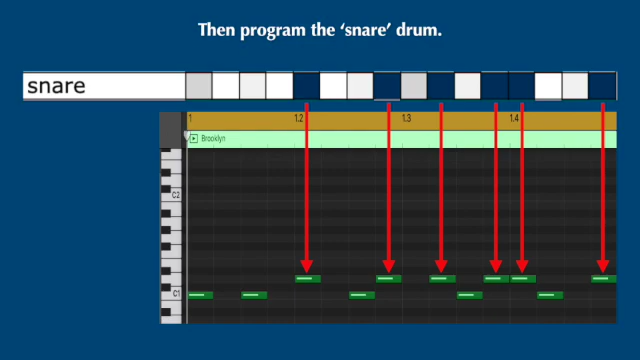 Then program the ‘snare’ drum.
snare
1 1.2 1.3 1.4
Brooklyn
C2
C1